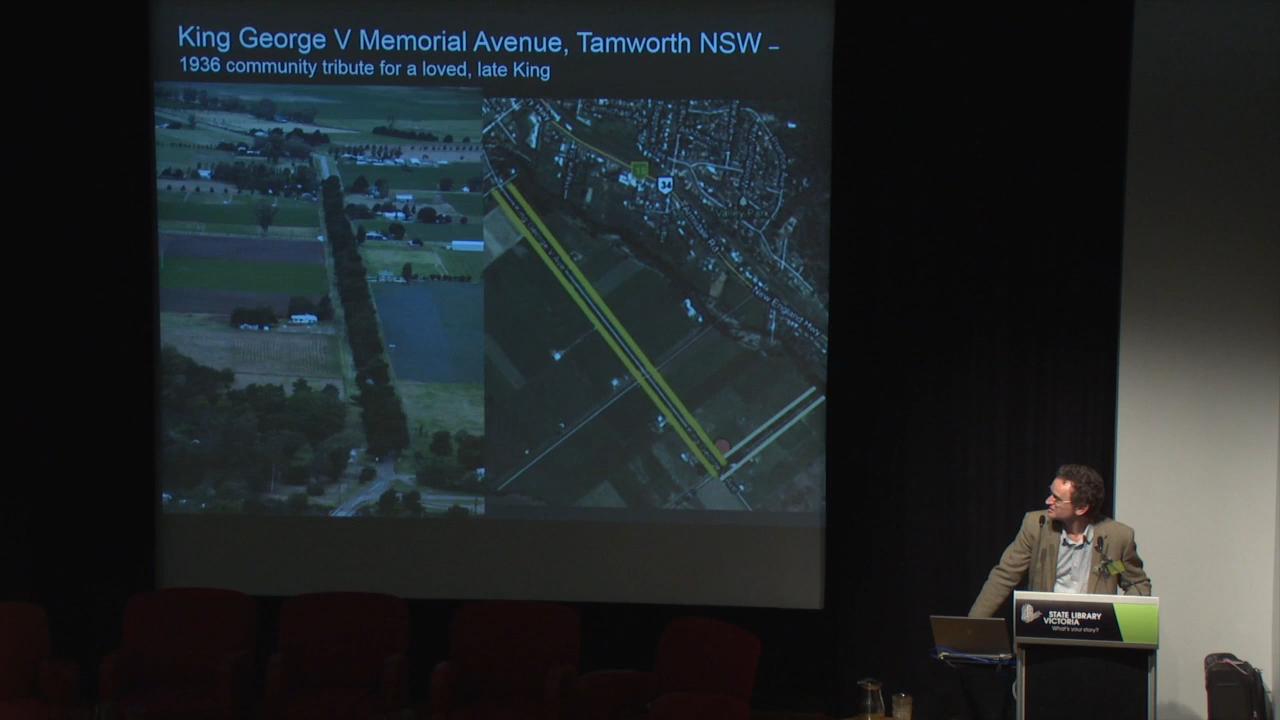 King George V Memorial Avenue, Tamworth NSW –
1936 community tribute for a loved, late King
34
New England Hwy
STATE LIBRARY
VICTORIA
What's your story?